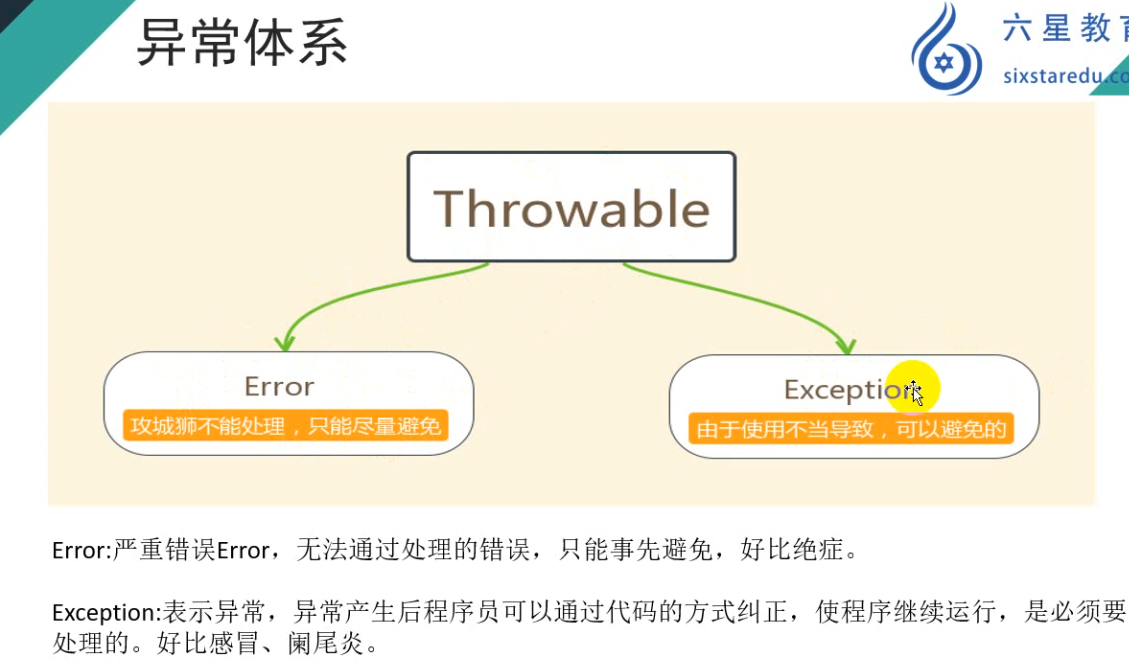 异常体系
六星教育
sixstaredu.co
Throwable
Error
攻城狮不能处理，只能尽量避免
Exception
由于使用不当导致，可以避免的
Error:严重错误Error，无法通过处理的错误，只能事先避免，好比绝症。
Exception:表示异常，异常产生后程序员可以通过代码的方式纠正，使程序继续运行，是必须要
处理的。好比感冒、阑尾炎。